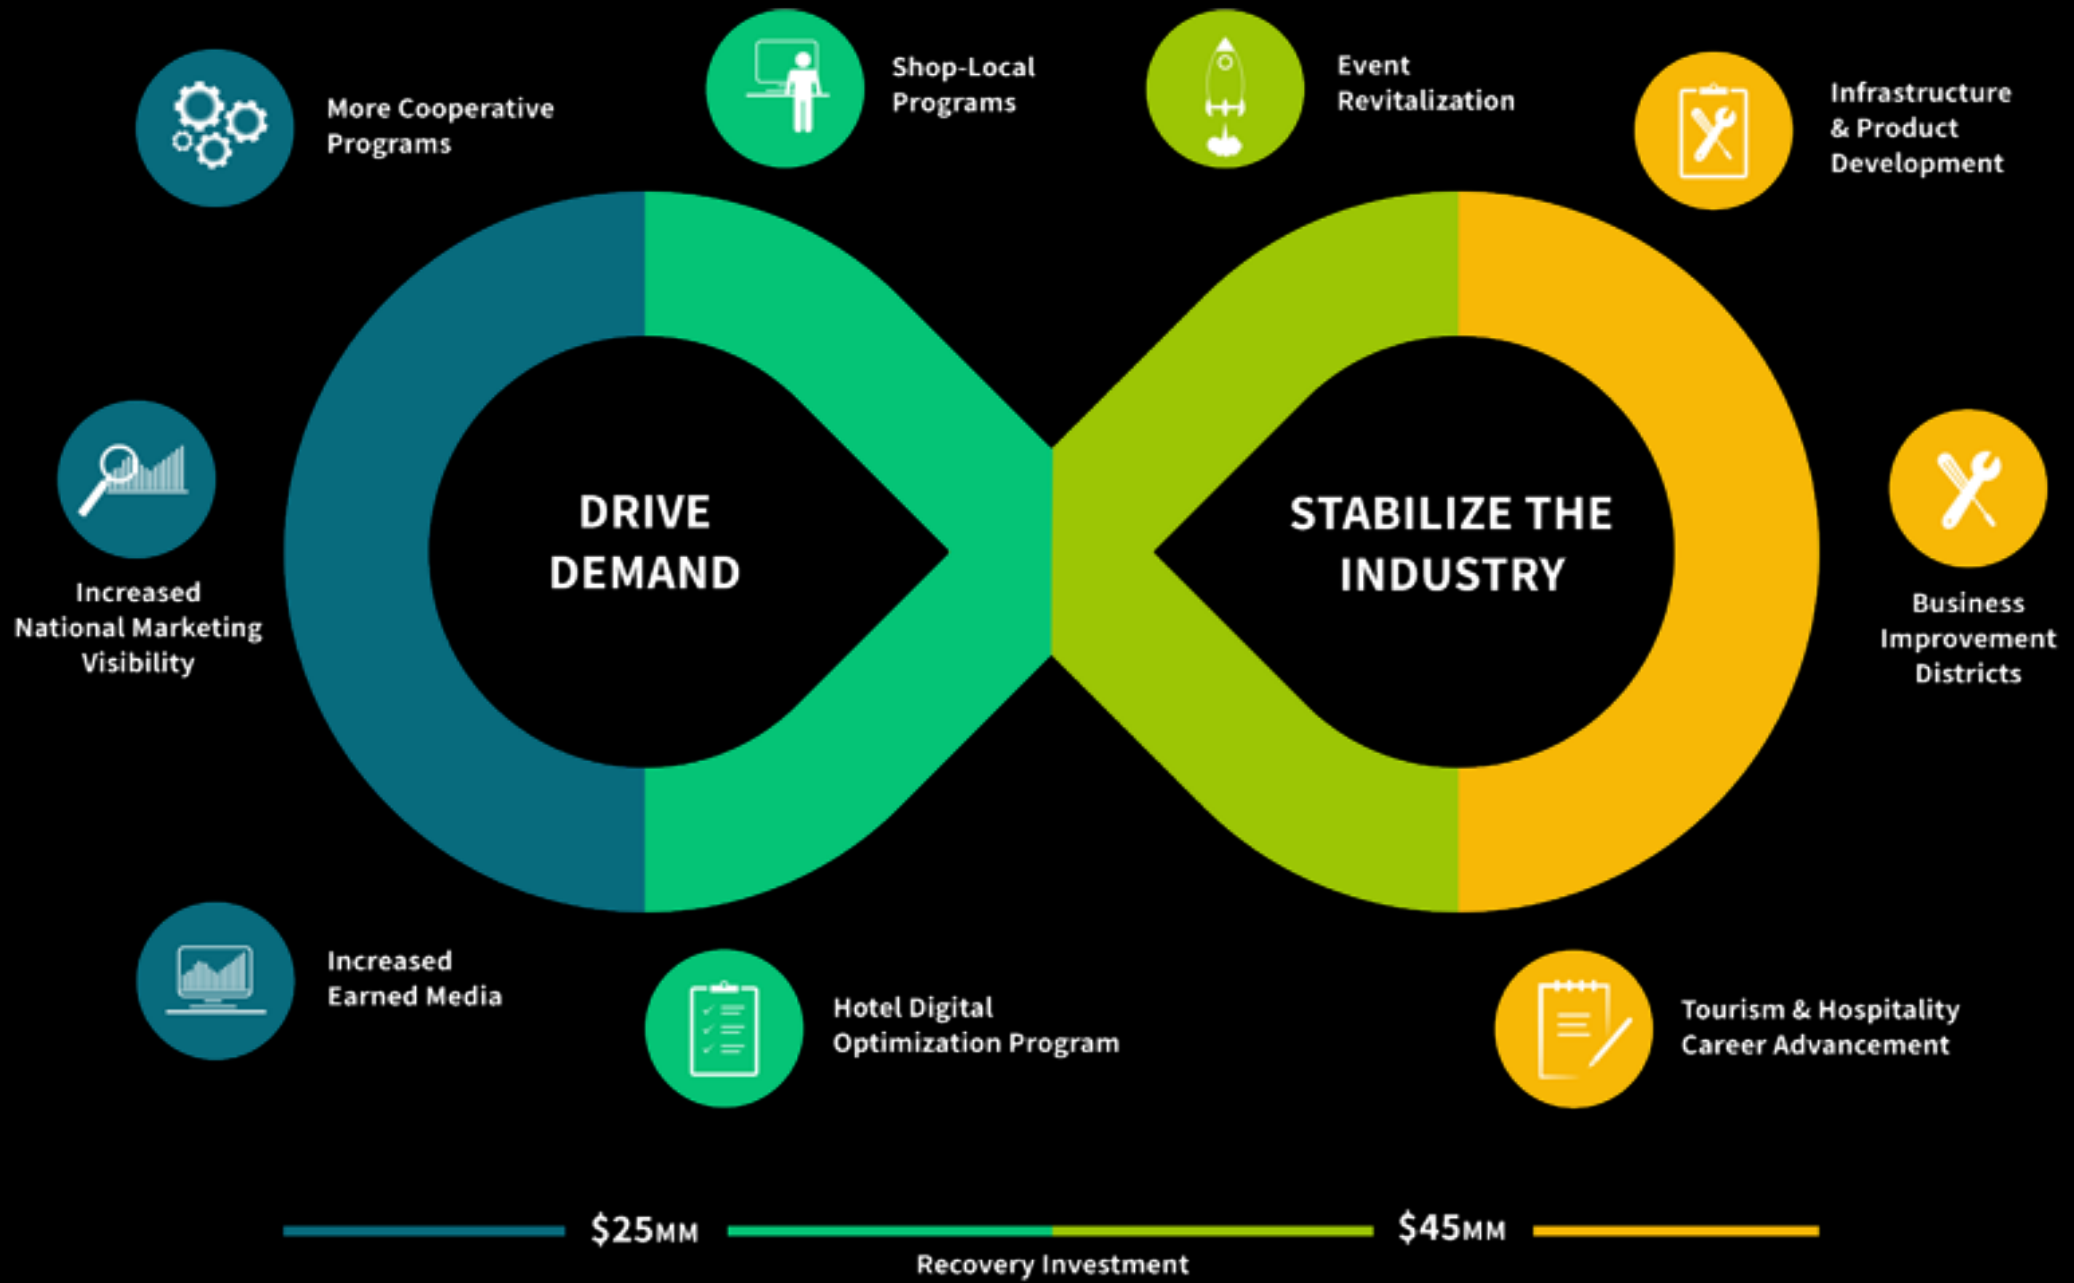 More Cooperative
Programs
Shop-Local
Programs
Event
Revitalization
Infrastructure
& Product
Development
Increased
National Marketing
Visibility
DRIVE
DEMAND
STABILIZE THE
INDUSTRY
Business
Improvement
Districts
Increased
Earned Media
Hotel Digital
Optimization Program
Tourism & Hospitality
Career Advancement
$25MM
$45MM
Recovery Investment